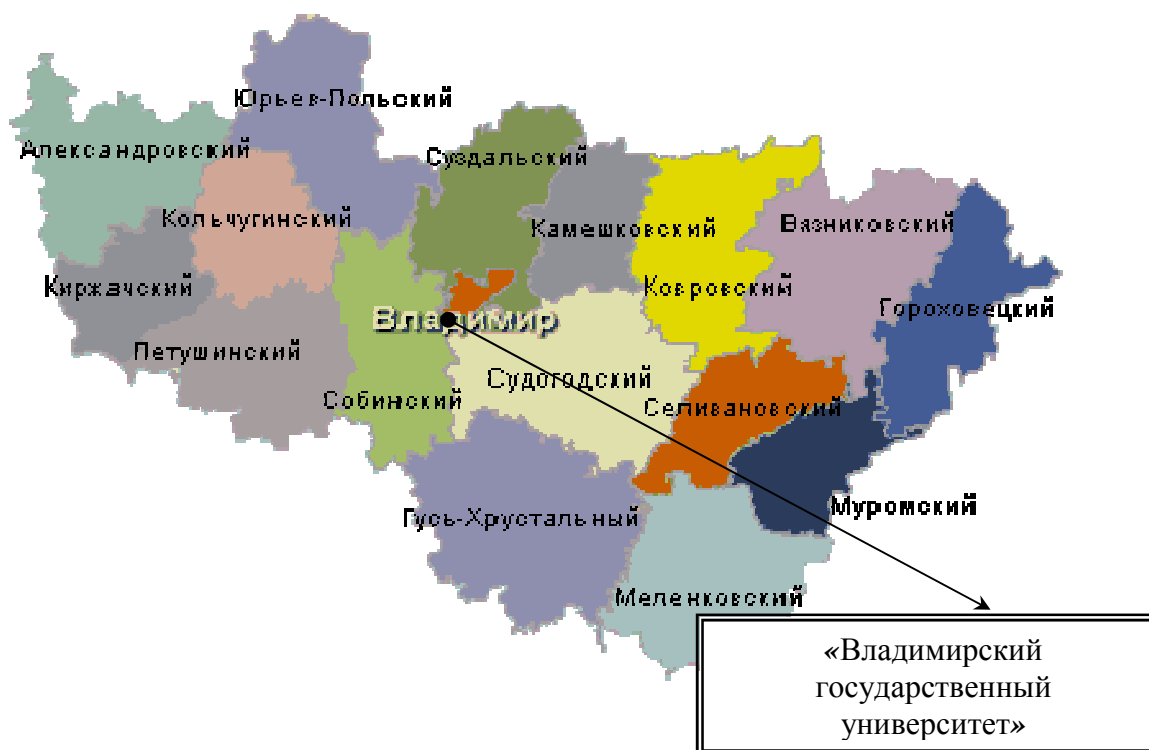 Юрьев-Польский
Александровский
Суздальский
Кольчугинский
Камешковский
Вазниковский
Киржачский
Ковровский
Гороховецкий
Владимир
Петушинский
Судогодский
Собинский
Селивановский
Муромский
Гусь-Хрустальный
Меленковский
«Владимирский
государственный
университет»